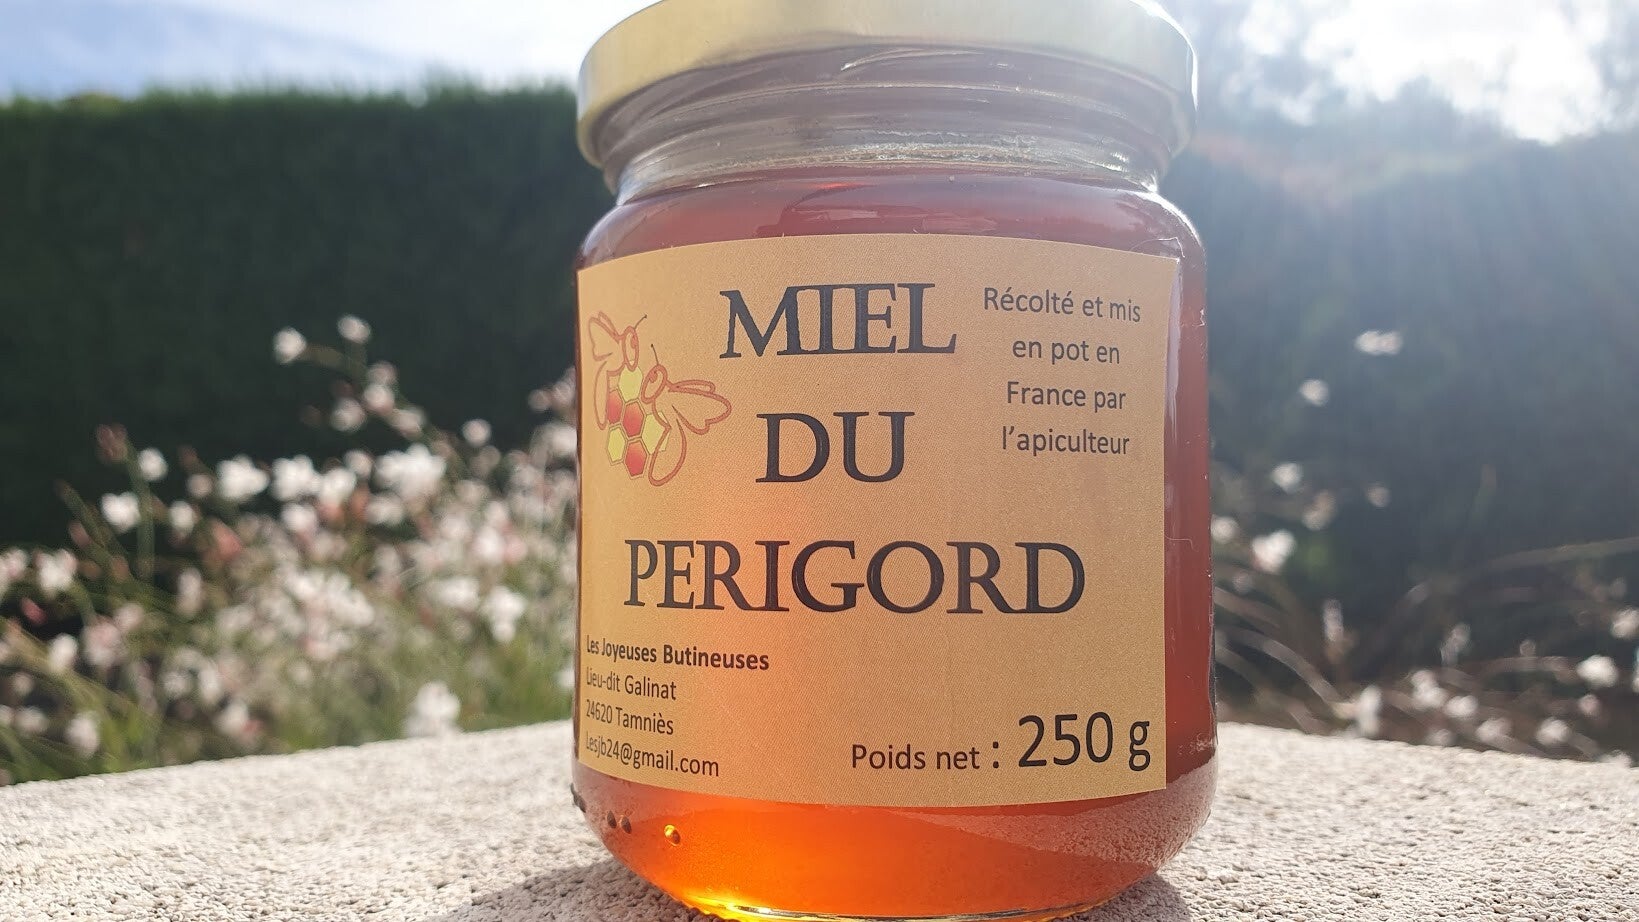 MIEL
DU
PERIGORD
Récolté et mis
en pot en
France par
l'apiculteur
Les Joyeuses Butineuses
Lieu-dit Galinat
24620 Tamniès
Lesjb24@gmail.com
Poids net : 250 g